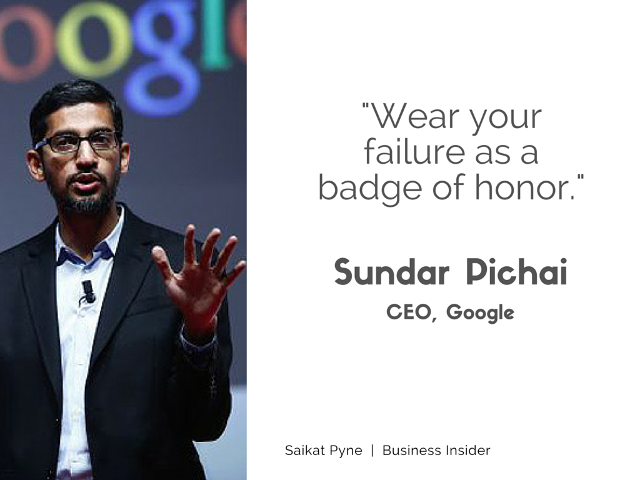 oogle
"Wear your
failure as a
badge of honor."
Sundar Pichai
CEO, Google
Saikat Pyne | Business Insider